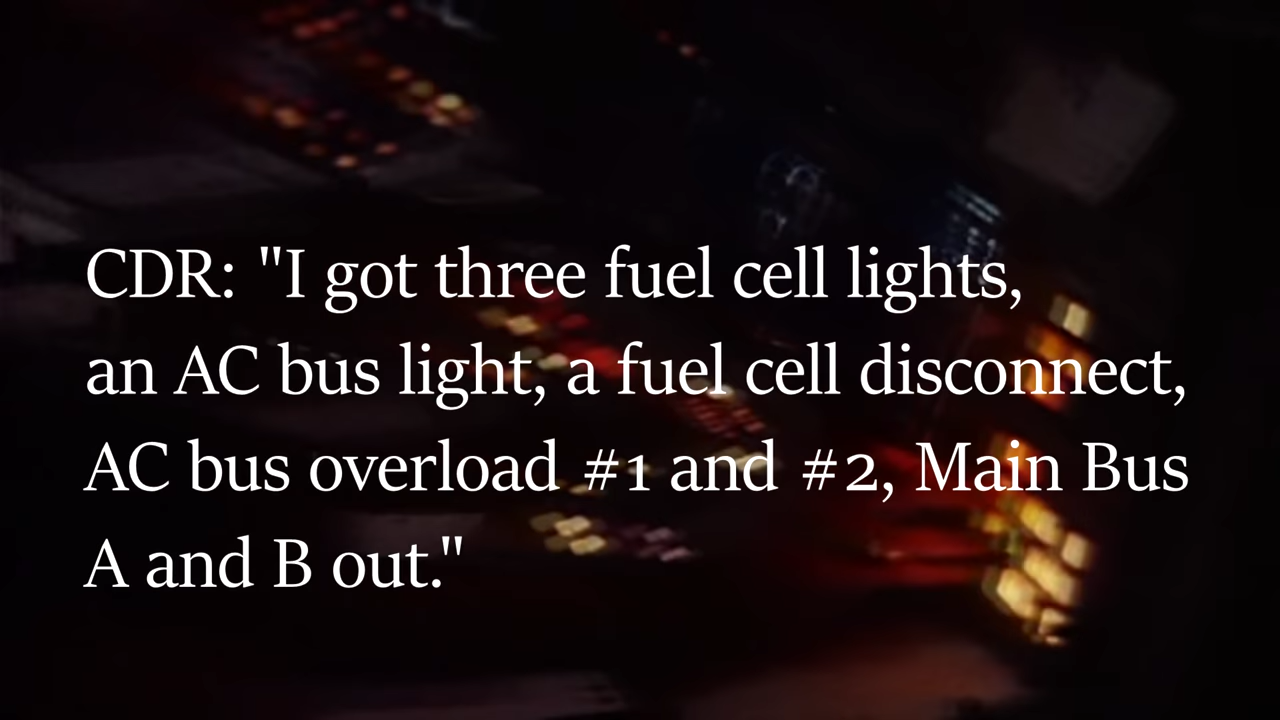 CDR: "I got three fuel cell lights,
an AC bus light, a fuel cell disconnect,
AC bus overload #1 and #2, Main Bus
A and B out."